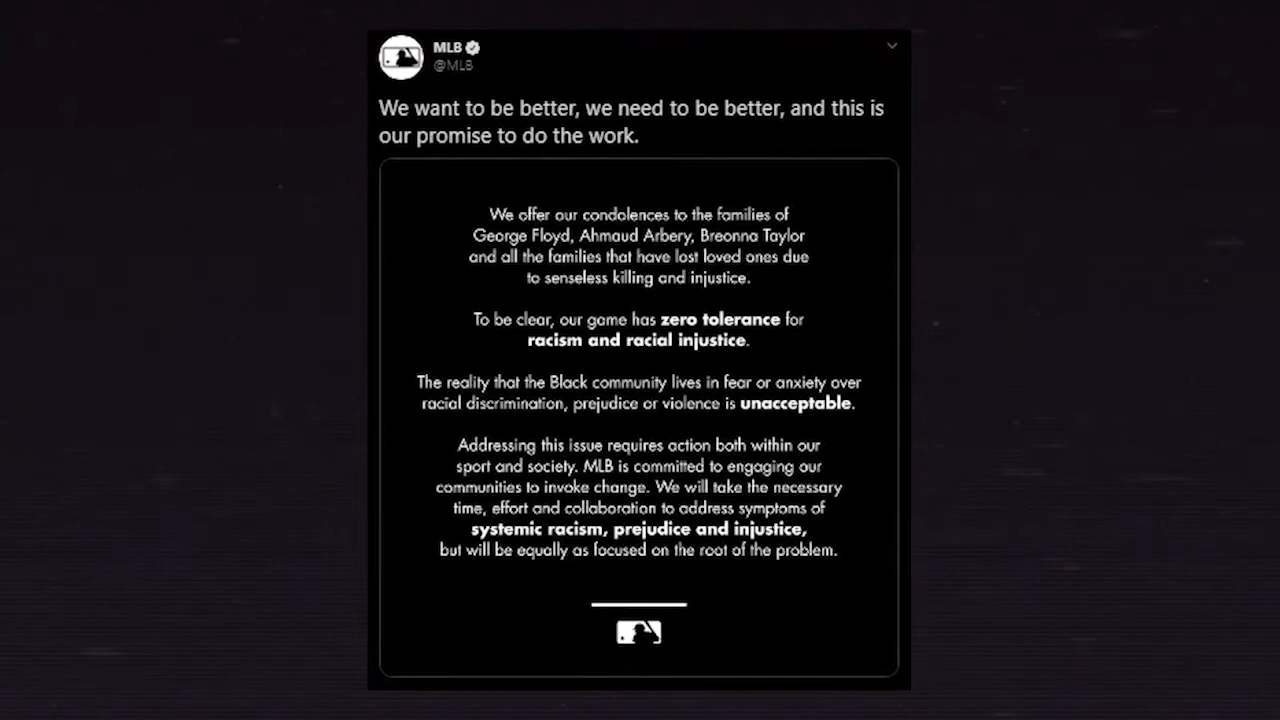 MLB
@MLB
We want to be better, we need to be better, and this is
our promise to do the work.
We offer our condolences to the families of
George Floyd, Ahmaud Arbery, Breonna Taylor
and all the families that have lost loved ones due
to senseless killing and injustice.
To be clear, our game has zero tolerance for
racism and racial injustice.
The reality that the Black community lives in fear or anxiety over
racial discrimination, prejudice or violence is unacceptable.
Addressing this issue requires action both within our
sport and society. MLB is committed to engaging our
communities to invoke change. We will take the necessary
time, effort and collaboration to address symptoms of
systemic racism, prejudice and injustice,
but will be equally as focused on the root of the problem.